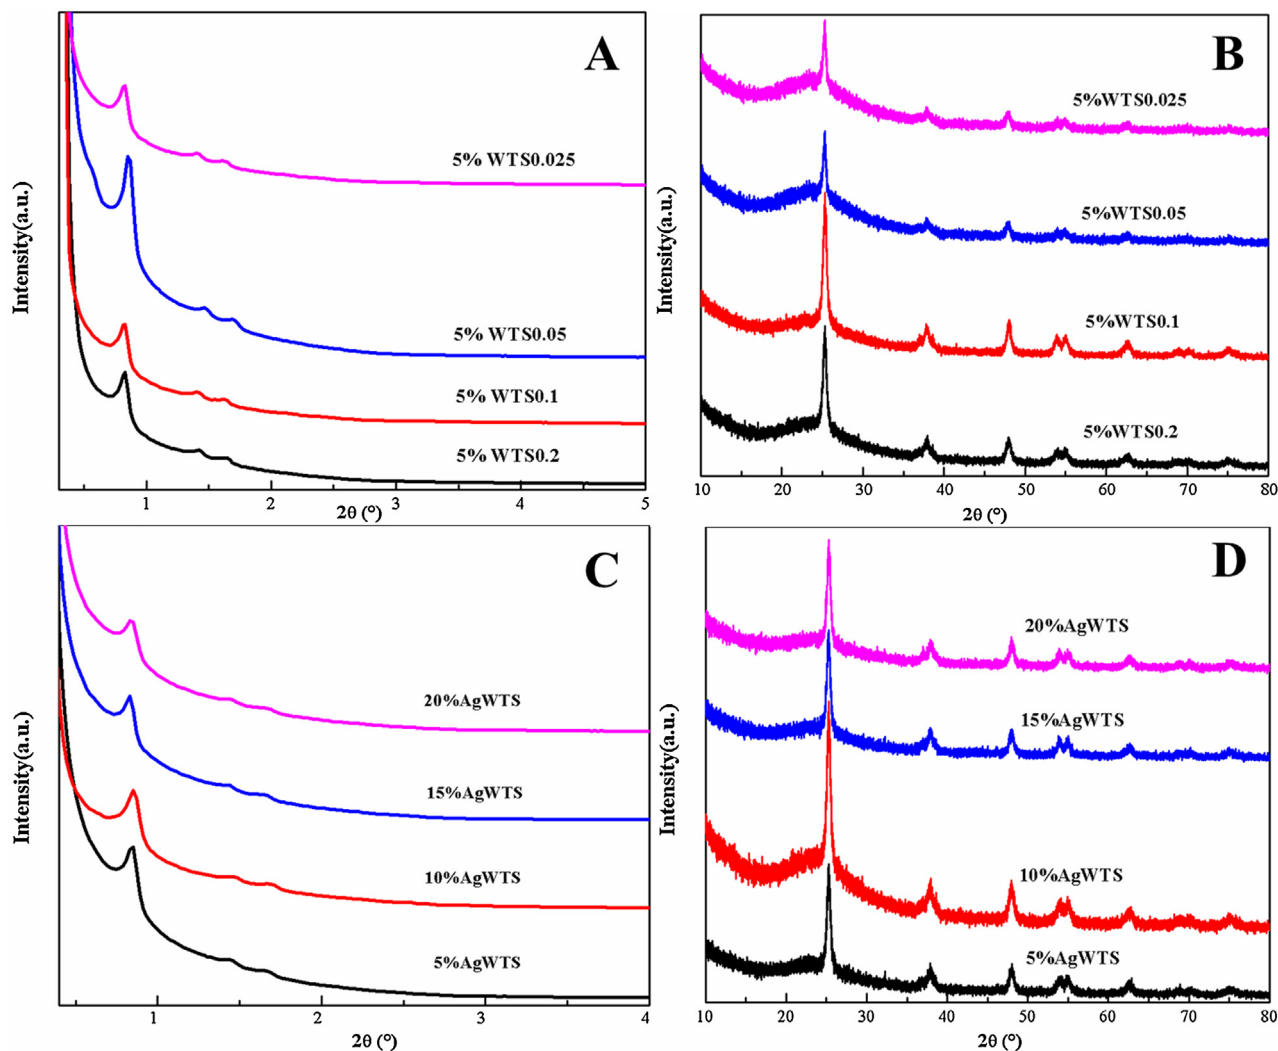 A
5% WTS0.025
5% WTS0.05
5% WTS0.1
5% WTS0.2
Intensity(a.u.)
1 2 3 4 5
2θ (°)
B
5%WTS0.025
5%WTS0.05
5%WTS0.1
5%WTS0.2
Intensity(a.u.)
10 20 30 40 50 60 70 80
2θ (°)
C
20%AgWTS
15%AgWTS
10%AgWTS
5%AgWTS
Intensity(a.u.)
1 2 3 4
2θ (°)
D
20%AgWTS
15%AgWTS
10%AgWTS
5%AgWTS
Intensity(a.u.)
10 20 30 40 50 60 70 80
2θ (°)